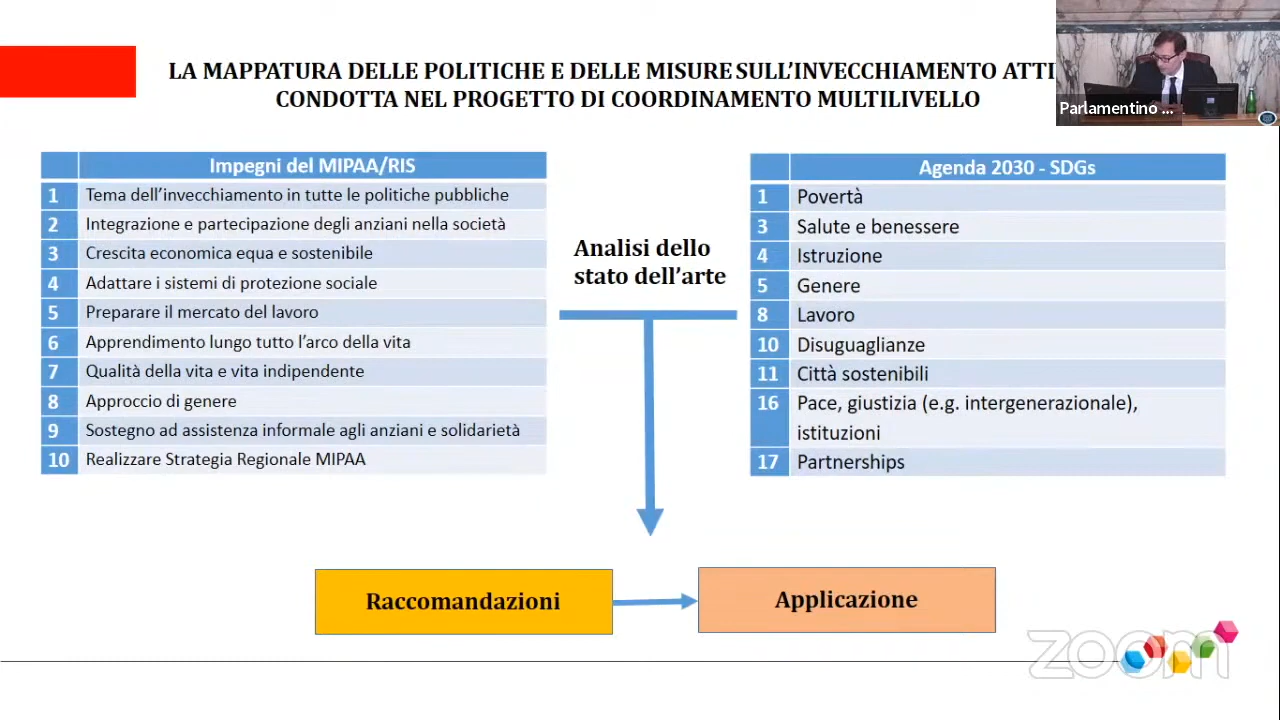 LA MAPPATURA DELLE POLITICHE E DELLE MISURE SULL’INVECCHIAMENTO ATTI
CONDOTTA NEL PROGETTO DI COORDINAMENTO MULTILIVELLO
Parlamentino ...
Impegni del MIPAA/RIS
1 Tema dell’invecchiamento in tutte le politiche pubbliche
2 Integrazione e partecipazione degli anziani nella società
3 Crescita economica equa e sostenibile
4 Adattare i sistemi di protezione sociale
5 Preparare il mercato del lavoro
6 Apprendimento lungo tutto l’arco della vita
7 Qualità della vita e vita indipendente
8 Approccio di genere
9 Sostegno ad assistenza informale agli anziani e solidarietà
10 Realizzare Strategia Regionale MIPAA
Analisi dello
stato dell’arte
Agenda 2030 - SDGs
1 Povertà
3 Salute e benessere
4 Istruzione
5 Genere
8 Lavoro
10 Disuguaglianze
11 Città sostenibili
16 Pace, giustizia (e.g. intergenerazionale),
istituzioni
17 Partnerships
Raccomandazioni
Applicazione
zoom